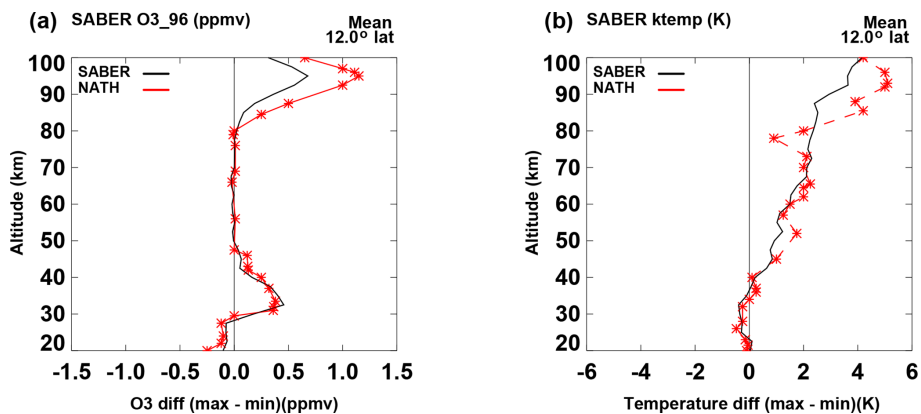 (a) SABER O3_96 (ppmv)
Mean
12.0° lat
SABER
NATH
100
90
80
70
60
50
40
30
20
Altitude (km)
-1.5 -1.0 -0.5 0.0 0.5 1.0 1.5
O3 diff (max - min)(ppmv)
(b) SABER ktemp (K)
Mean
12.0° lat
SABER
NATH
100
90
80
70
60
50
40
30
20
Altitude (km)
-6 -4 -2 0 2 4 6
Temperature diff (max - min)(K)